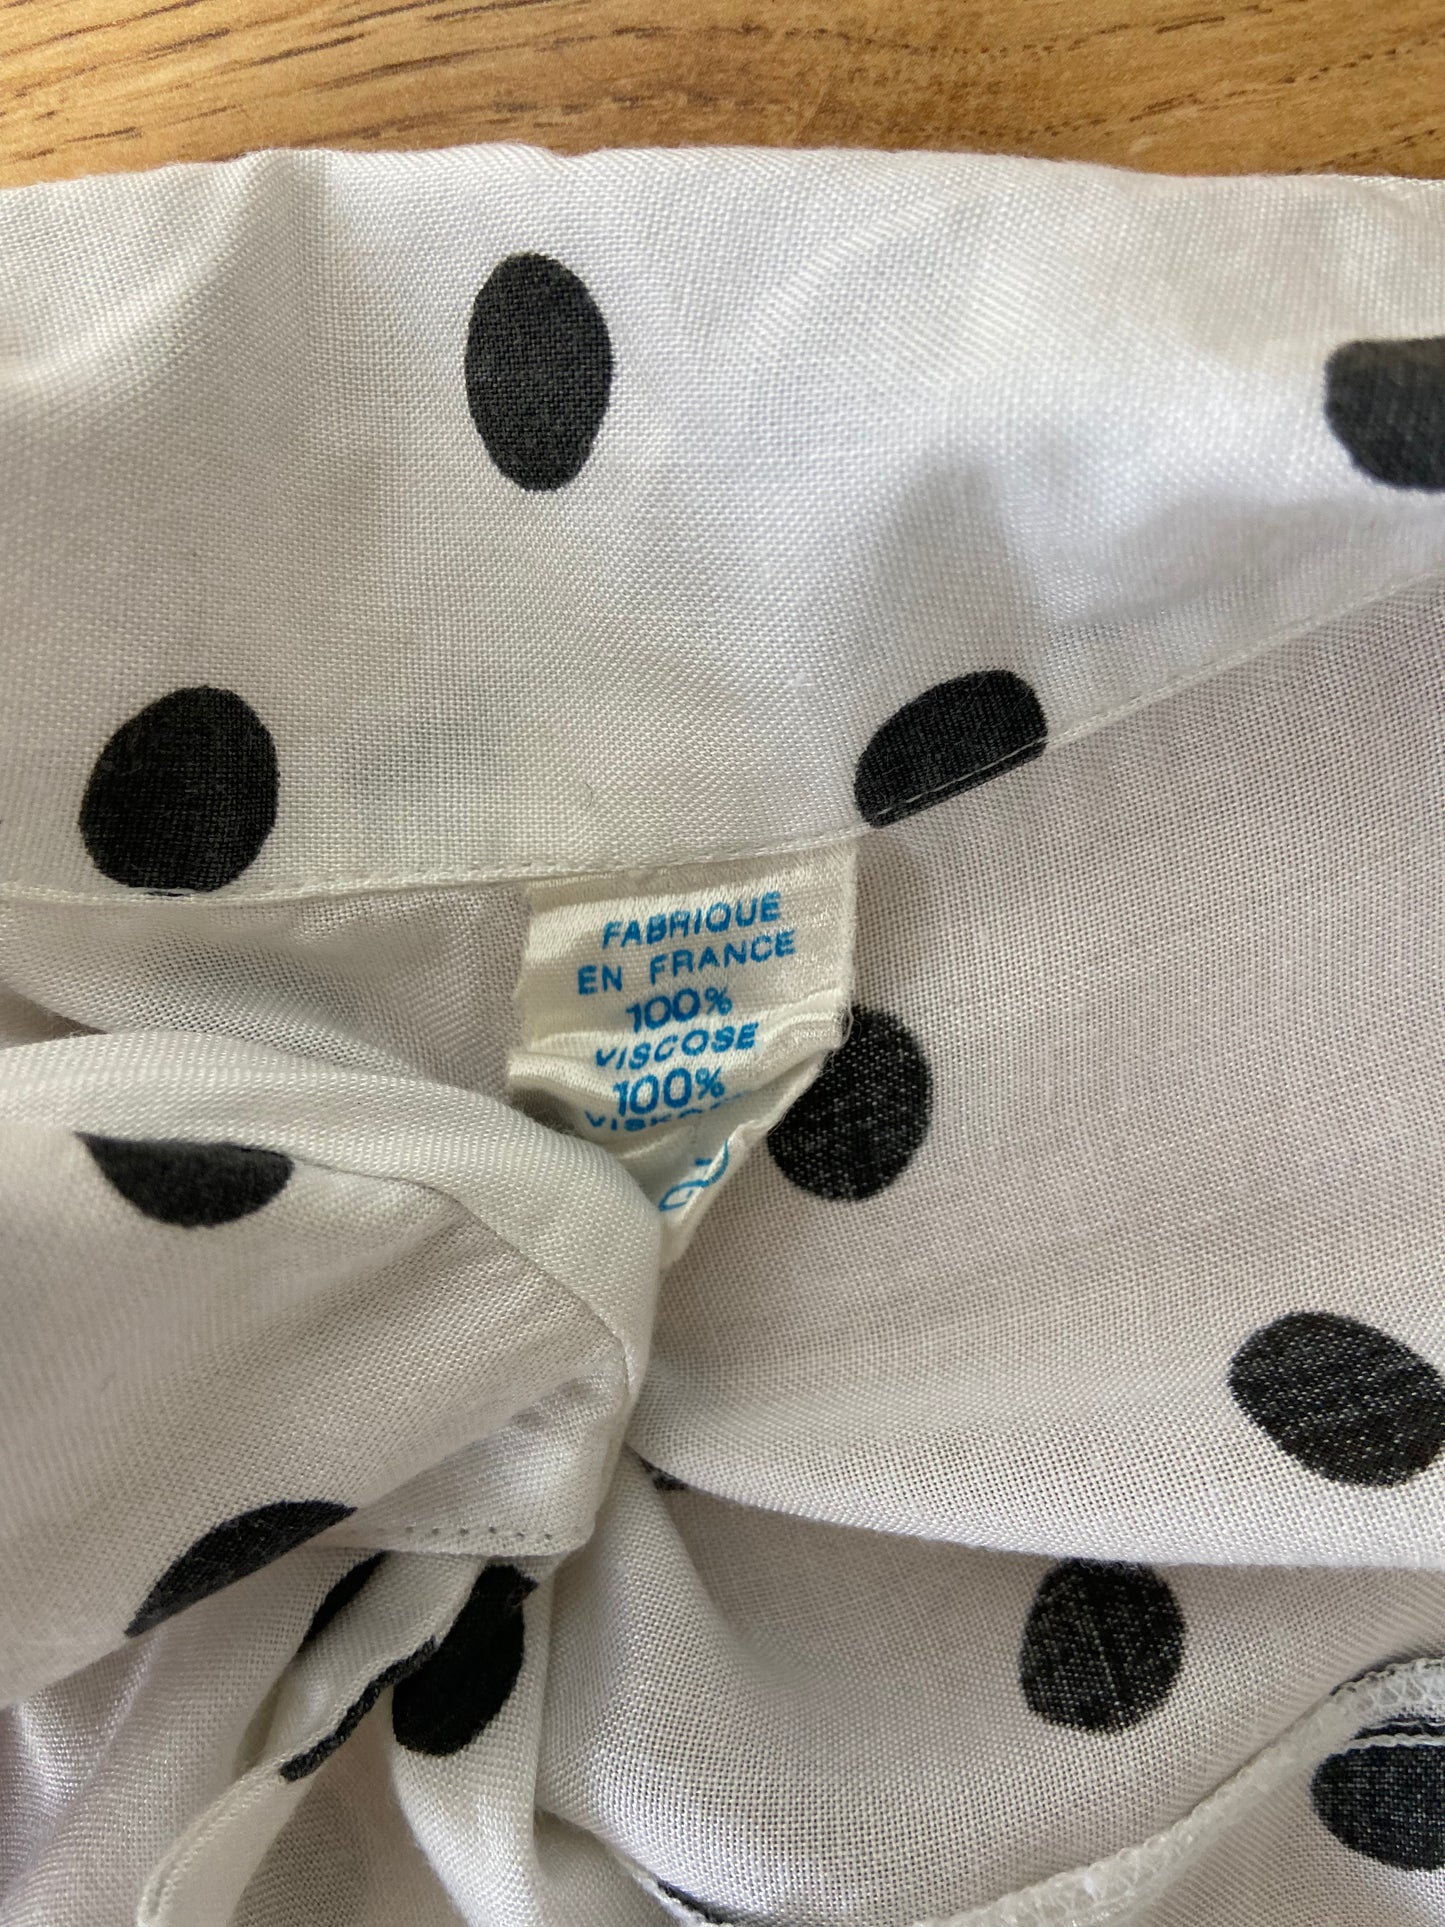 FABRIQUE
EN FRANCE
100%
VISCOSE
100%